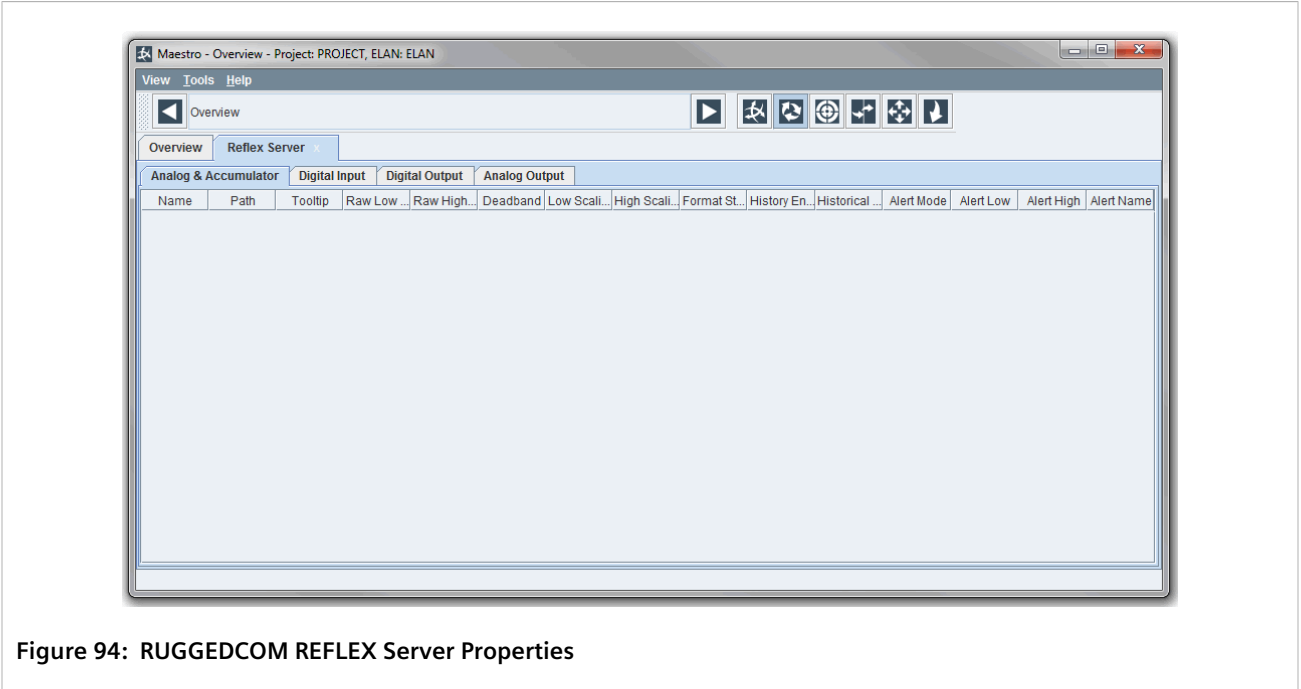 Maestro - Overview - Project: PROJECT, ELAN: ELAN
View Tools Help
Overview
Overview Reflex Server x
Analog & Accumulator Digital Input Digital Output Analog Output
Name Path Tooltip Raw Low ... Raw High... Deadband Low Scali... High Scali... Format St... History En... Historical ... Alert Mode Alert Low Alert High Alert Name
Figure 94: RUGGEDCOM REFLEX Server Properties